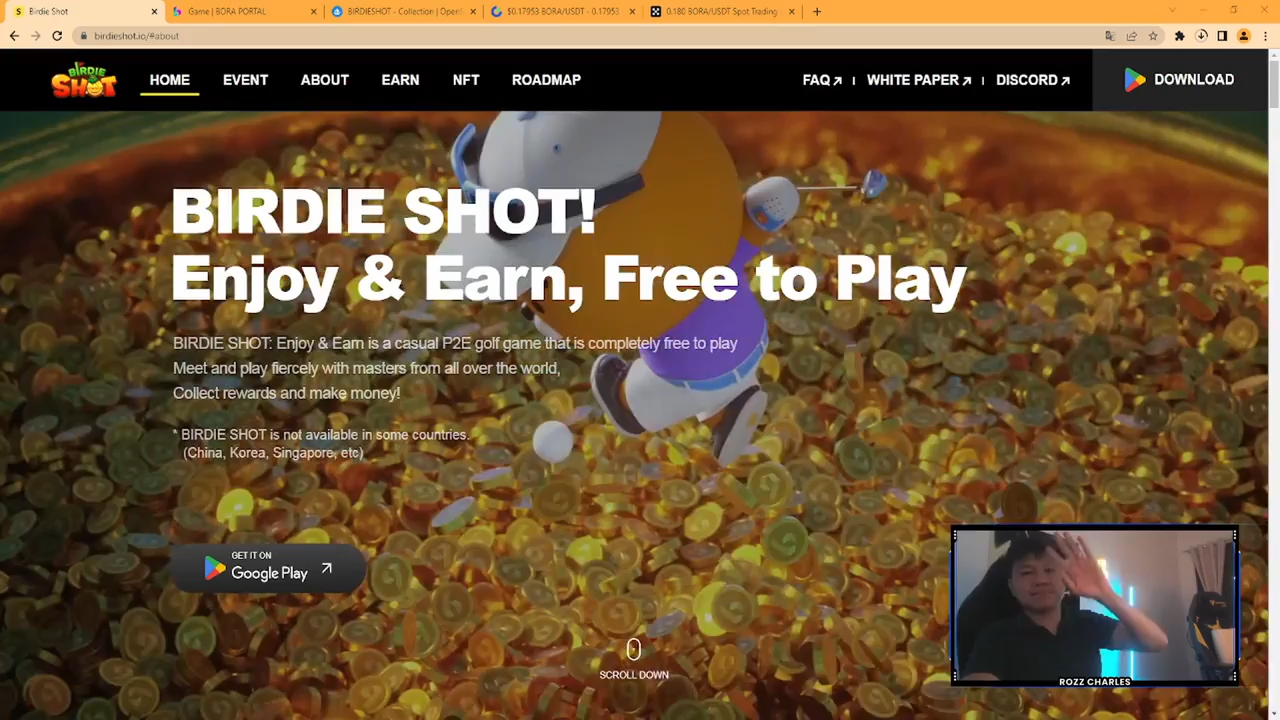 Birdie Shot
Game | BORA PORTAL
BIRDIESHOT - Collection | Open
$0.17953 BORA/USDT - 0.17953
0.180 BORA/USDT Spot Trading
birdieshot.io/#about
BIRDIE
SHOT
HOME
EVENT
ABOUT
EARN
NFT
ROADMAP
FAQ
WHITE PAPER
DISCORD
DOWNLOAD
BIRDIE SHOT!
Enjoy & Earn, Free to Play
BIRDIE SHOT: Enjoy & Earn is a casual P2E golf game that is completely free to play
Meet and play fiercely with masters from all over the world,
Collect rewards and make money!
* BIRDIE SHOT is not available in some countries.
(China, Korea, Singapore, etc)
GET IT ON
Google Play
SCROLL DOWN
ROZZ CHARLES